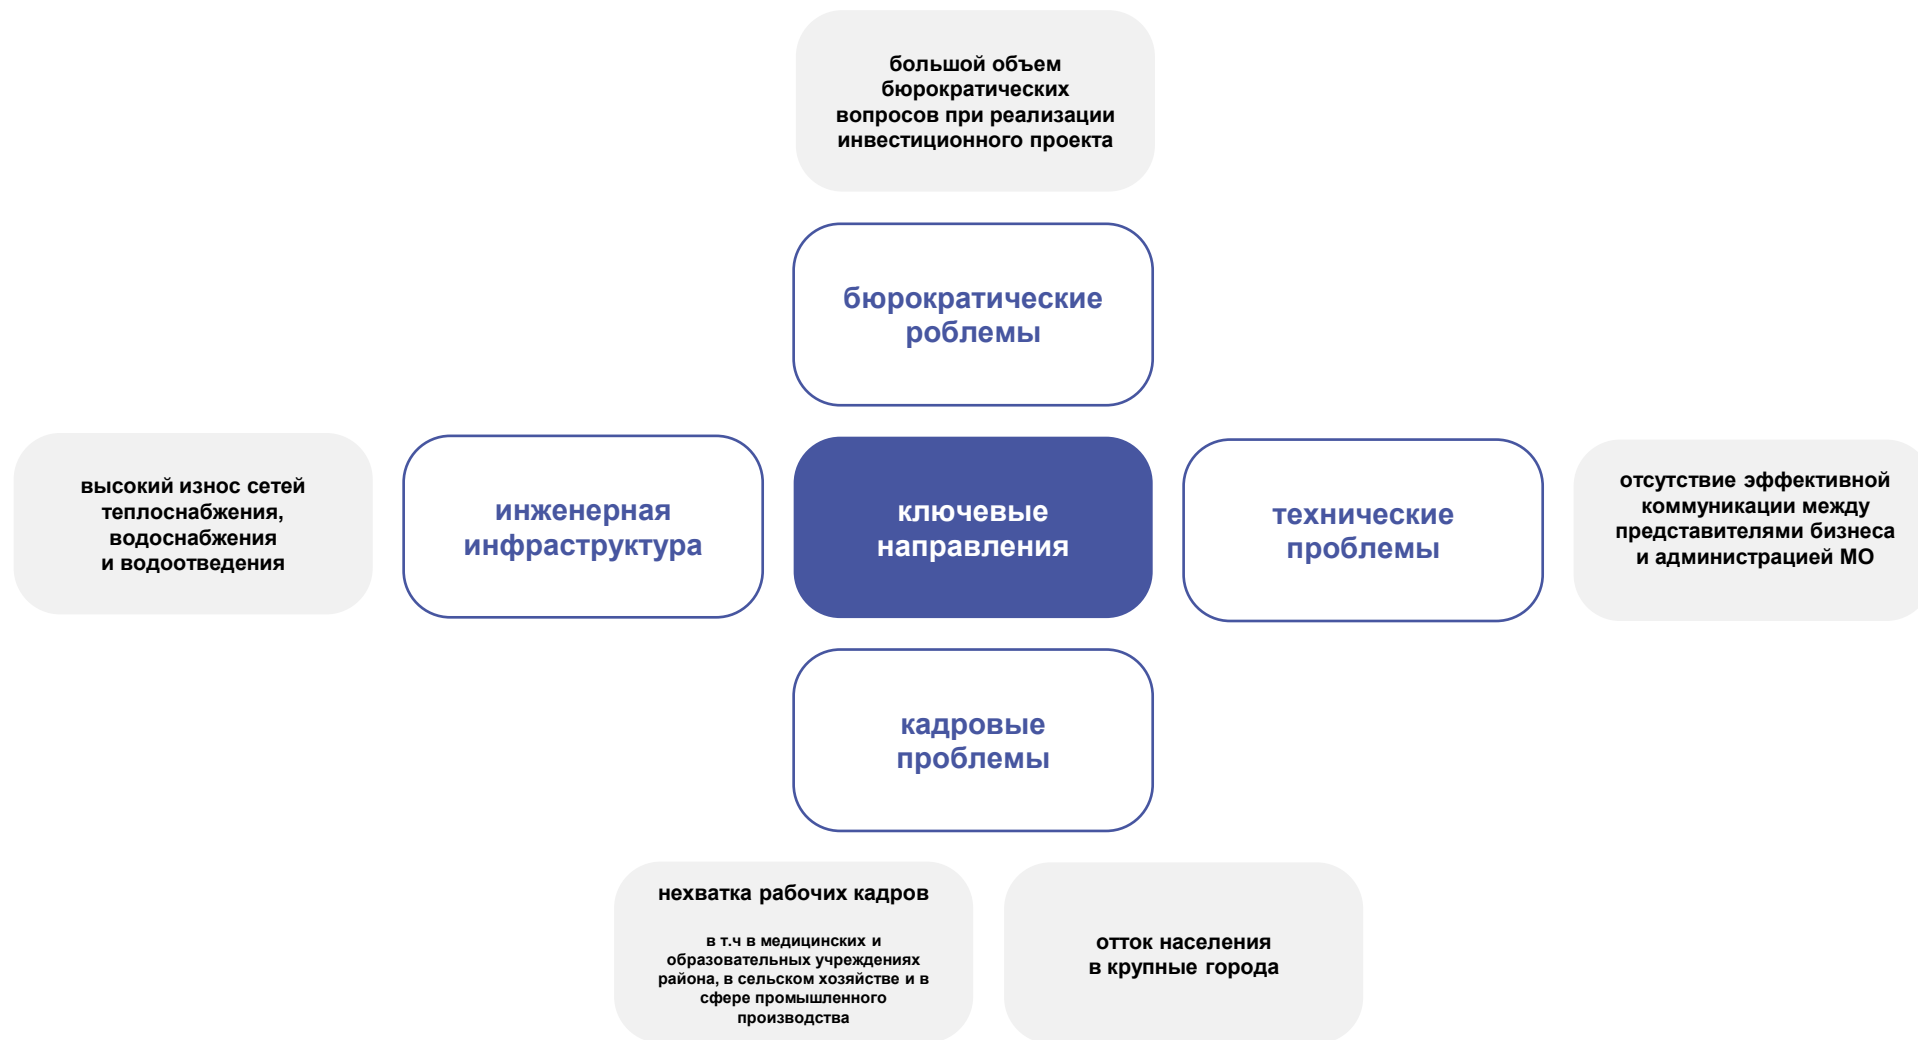 большой объем
бюрократических
вопросов при реализации
инвестиционного проекта
бюрократические
роблемы
высокий износ сетей
теплоснабжения,
водоснабжения
и водоотведения
инженерная
инфраструктура
ключевые
направления
технические
проблемы
отсутствие эффективной
коммуникации между
представителями бизнеса
и администрацией МО
кадровые
проблемы
нехватка рабочих кадров
в т.ч в медицинских и
образовательных учреждениях
района, в сельском хозяйстве и в
сфере промышленного
производства
отток населения
в крупные города